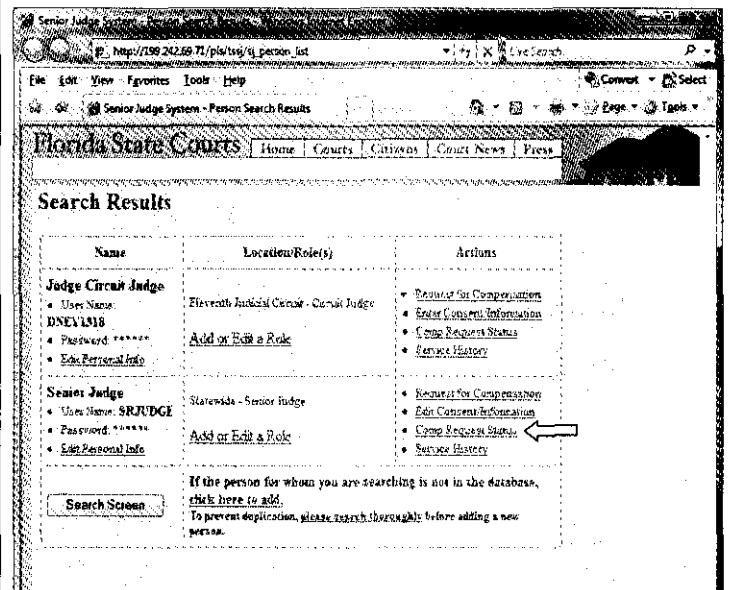 Senior Judge System - Person Search Results
http://199.242.69.71/pls/tssj/sj_person_list
Live Search
File Edit View Favorites Tools Help
Convert Select
Senior Judge System - Person Search Results
Page Tools
Florida State Courts Home Courts Citizens Court News Press
Search Results
Name Location/Role(s) Actions
Judge Circuit Judge
User Name:
Password: ******
Edit Personal Info
Eleventh Judicial Circuit - Circuit Judge
Add or Edit a Role
Request for Compensation
Enter Consent/Information
Comp Request Status
Service History
Senior Judge
User Name: SRJUDGE
Password: ******
Edit Personal Info
Statewide - Senior Judge
Add or Edit a Role
Request for Compensation
Edit Consent/Information
Comp Request Status
Service History
Search Screen
If the person for whom you are searching is not in the database,
click here to add.
To prevent duplication, please search thoroughly before adding a new
person.